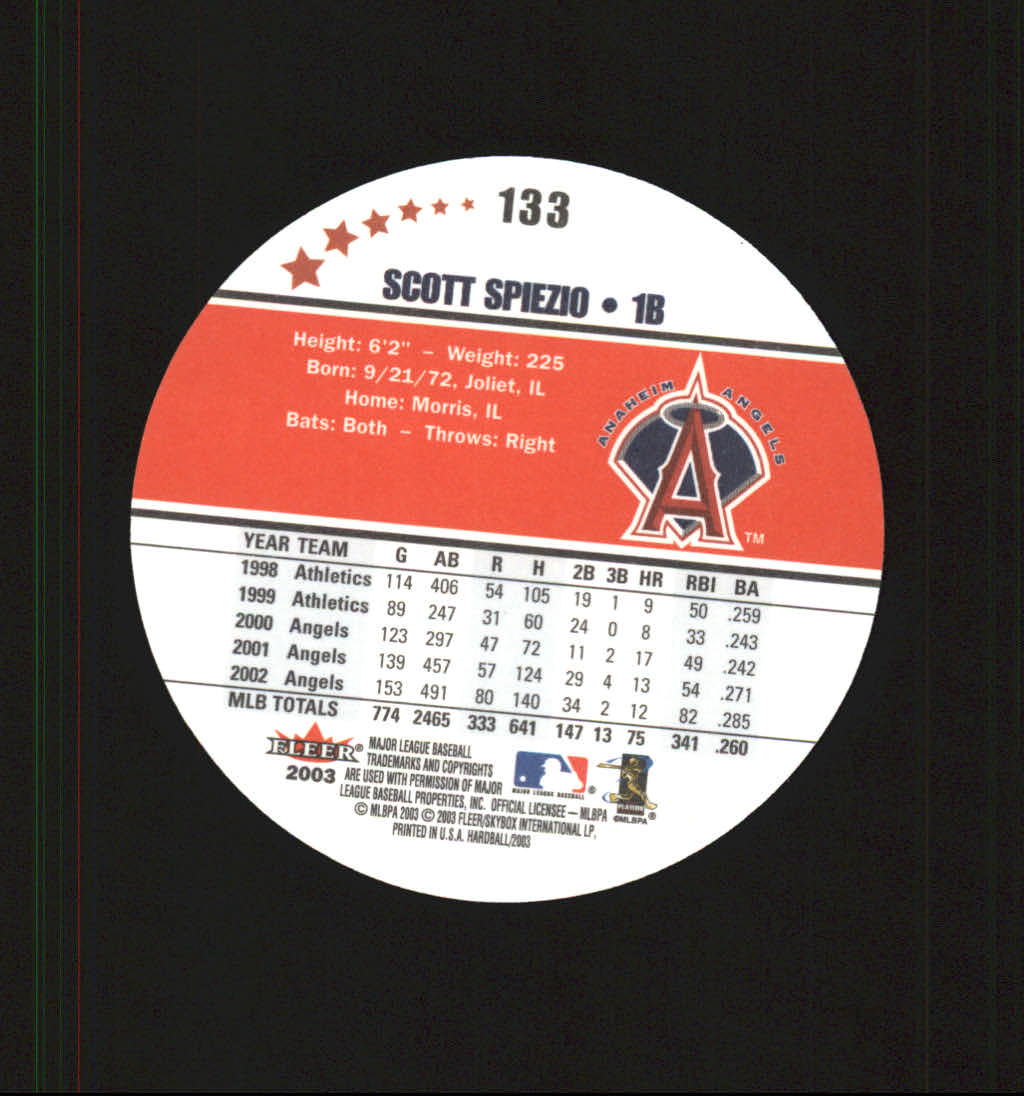 133
SCOTT SPIEZIO • 1B
Height: 6'2" – Weight: 225
Born: 9/21/72, Joliet, IL
Home: Morris, IL
Bats: Both – Throws: Right
ANAHEIM ANGELS
A
TM
YEAR TEAM G AB R H 2B 3B HR RBI BA
1998 Athletics 114 406 54 105 19 1 9 50 .259
1999 Athletics 89 247 31 60 24 0 8 33 .243
2000 Angels 123 297 47 72 11 2 17 49 .242
2001 Angels 139 457 57 124 29 4 13 54 .271
2002 Angels 153 491 80 140 34 2 12 82 .285
MLB TOTALS 774 2465 333 641 147 13 75 341 .260
FLEER®
2003
MAJOR LEAGUE BASEBALL
TRADEMARKS AND COPYRIGHTS
ARE USED WITH PERMISSION OF MAJOR
LEAGUE BASEBALL PROPERTIES, INC. OFFICIAL LICENSEE – MLBPA
© MLBPA 2003 © 2003 FLEER/SKYBOX INTERNATIONAL LP.
PRINTED IN U.S.A. HARDBALL/2003
MAJOR LEAGUE BASEBALL ®
PLAYERS
©MLBPA ®